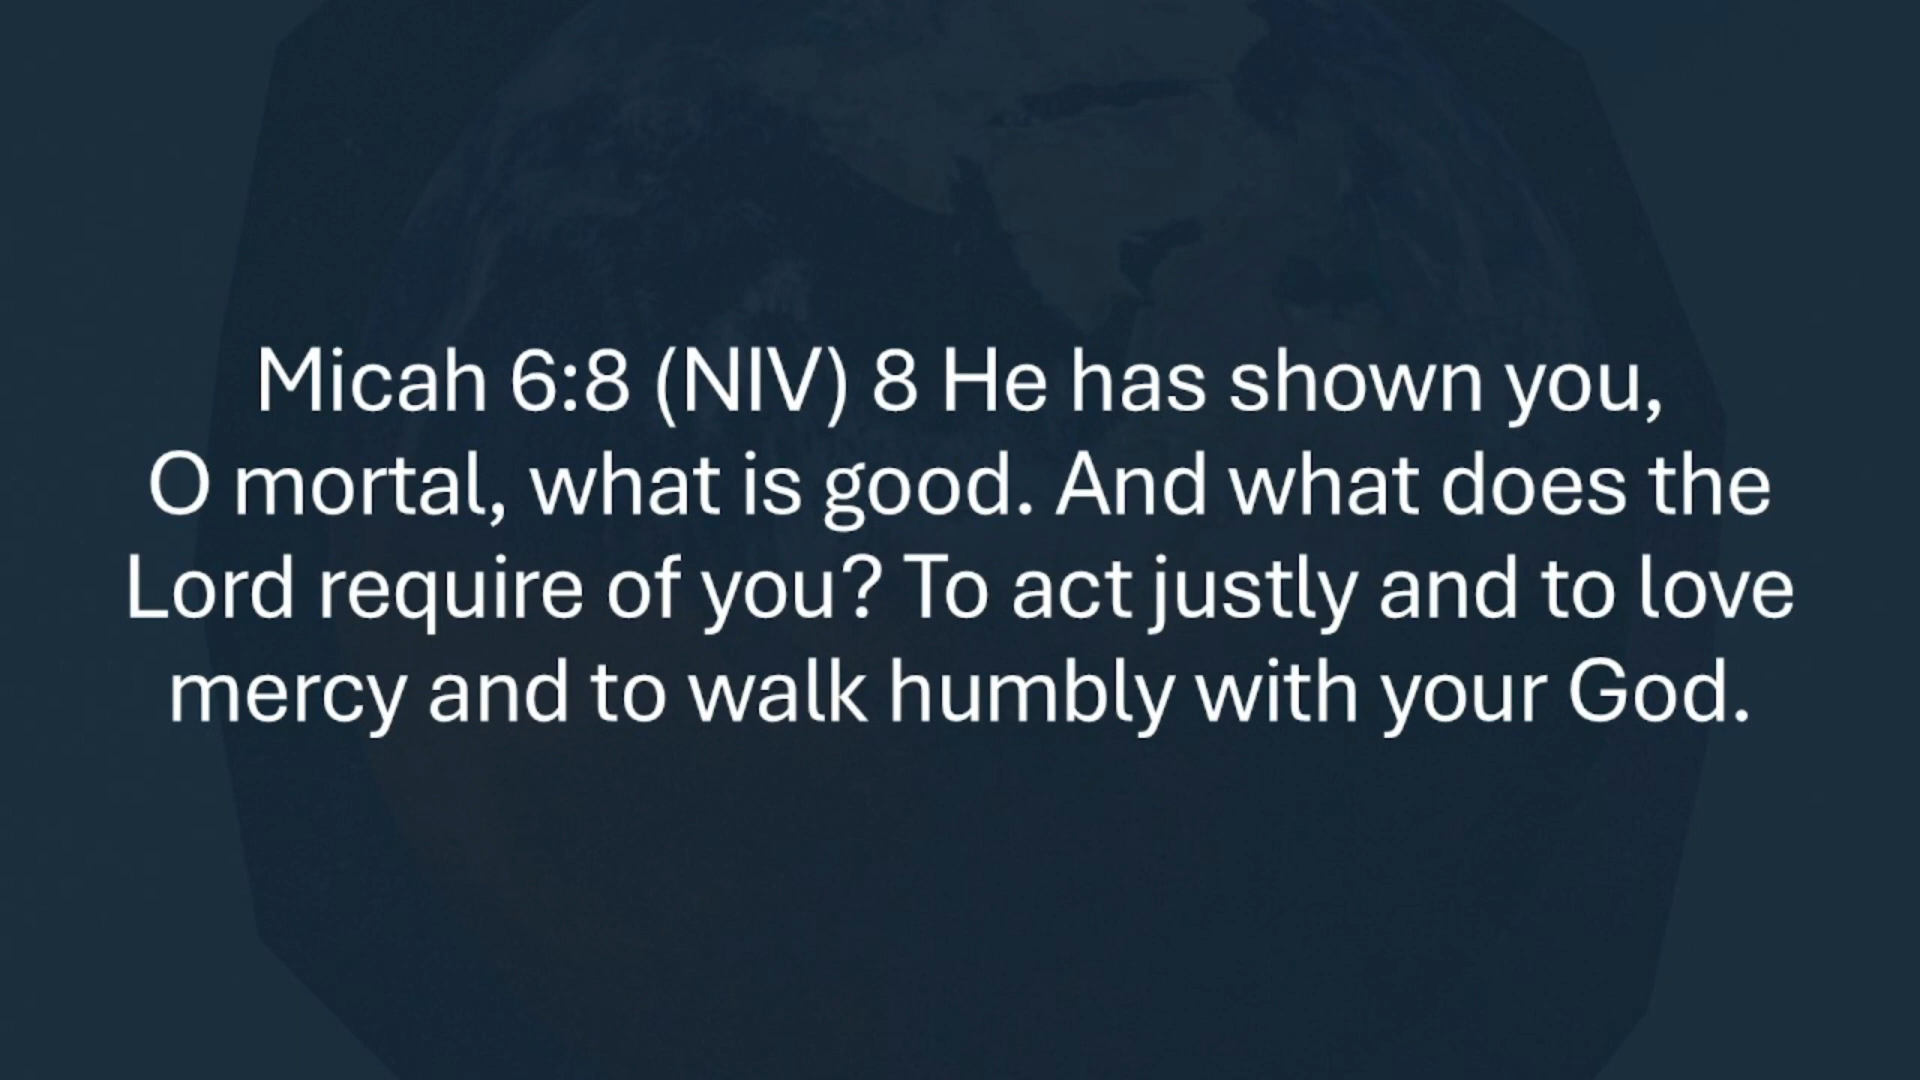 Micah 6:8 (NIV) 8 He has shown you,
O mortal, what is good. And what does the
Lord require of you? To act justly and to love
mercy and to walk humbly with your God.